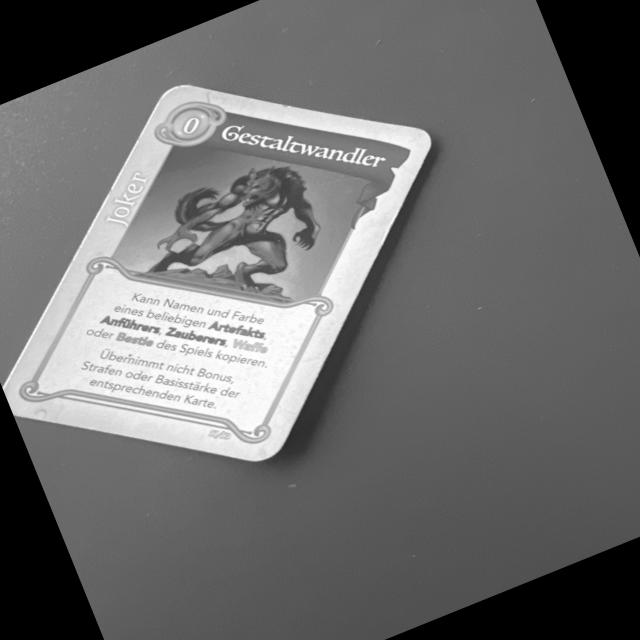 0
Gestaltwandler
Joker
Kann Namen und Farbe
eines beliebigen Artefakts,
Anführers, Zauberers, Waffe
oder Bestie des Spiels kopieren.
Übernimmt nicht Bonus,
Strafen oder Basisstärke der
entsprechenden Karte.